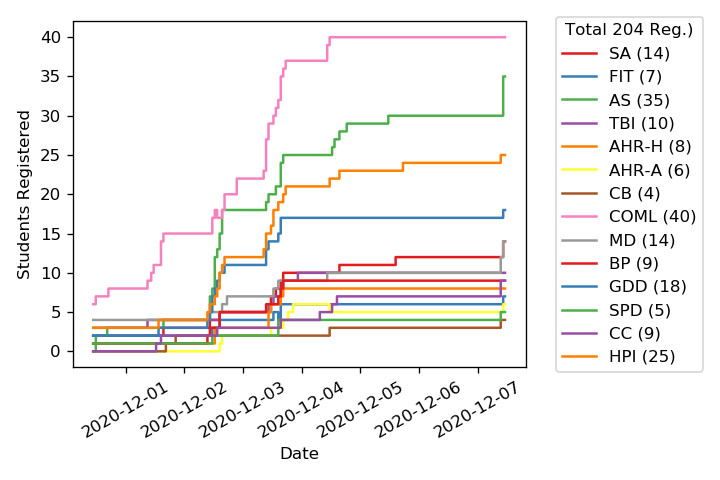 Total 204 Reg.)
SA (14)
FIT (7)
AS (35)
TBI (10)
AHR-H (8)
AHR-A (6)
CB (4)
COML (40)
MD (14)
BP (9)
GDD (18)
SPD (5)
CC (9)
HPI (25)
Students Registered
40
35
30
25
20
15
10
5
0
2020-12-01
2020-12-02
2020-12-03
2020-12-04
2020-12-05
2020-12-06
2020-12-07
Date